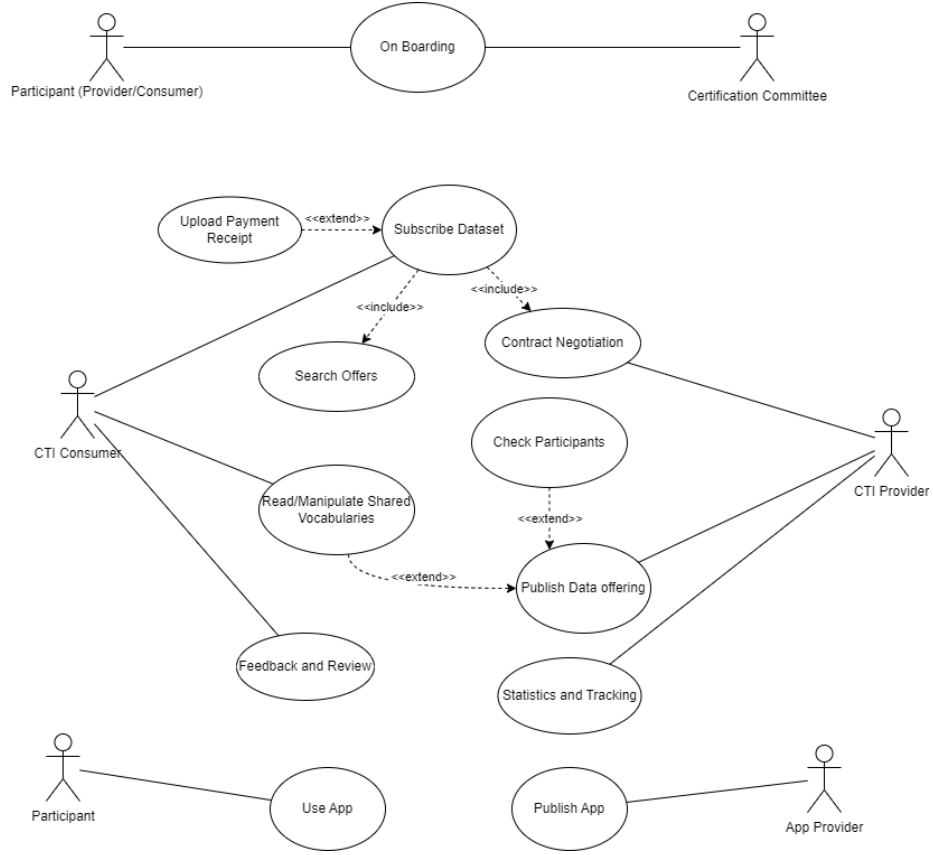 On Boarding
Participant (Provider/Consumer)
Certification Committee
Upload Payment
Receipt
<<extend>>
Subscribe Dataset
<<include>>
<<include>>
Contract Negotiation
Search Offers
CTI Consumer
Check Participants
CTI Provider
Read/Manipulate Shared
Vocabularies
<<extend>>
<<extend>>
Publish Data offering
Feedback and Review
Statistics and Tracking
Participant
Use App
Publish App
App Provider